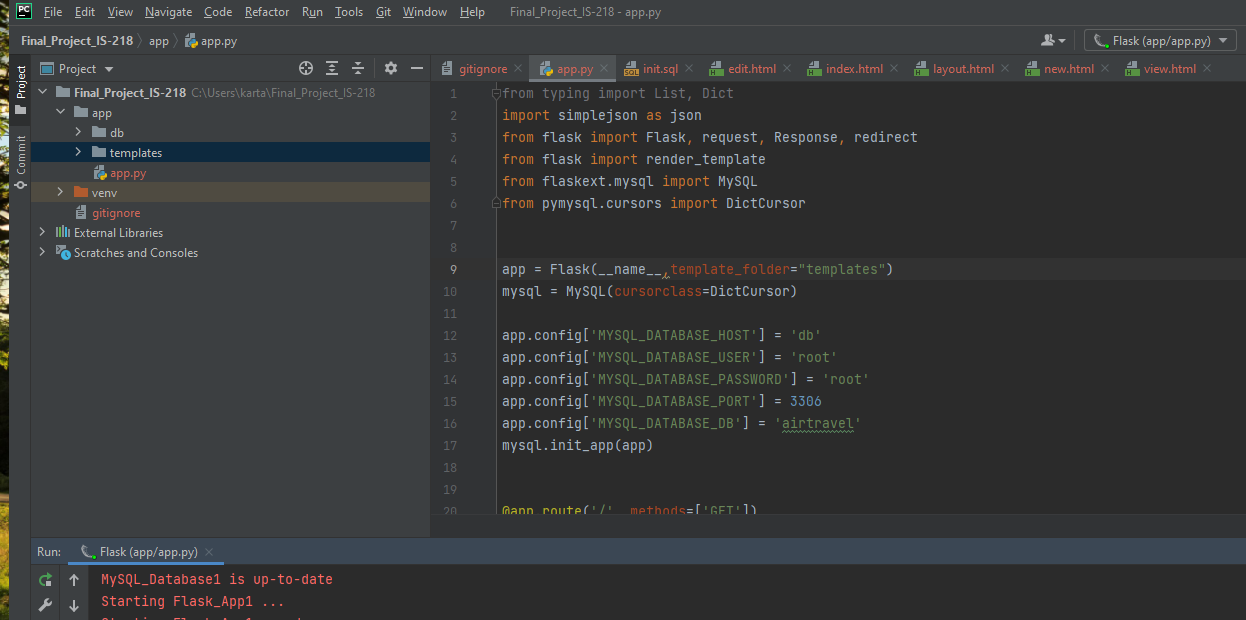 PC File Edit View Navigate Code Refactor Run Tools Git Window Help Final_Project_IS-218 - app.py
Final_Project_IS-218 app app.py Flask (app/app.py)
Project
Commit
Project
Final_Project_IS-218 C:\Users\karta\Final_Project_IS-218
app
db
templates
app.py
venv
gitignore
External Libraries
Scratches and Consoles
gitignore app.py init.sql edit.html index.html layout.html new.html view.html
1 from typing import List, Dict
2 import simplejson as json
3 from flask import Flask, request, Response, redirect
4 from flask import render_template
5 from flaskext.mysql import MySQL
6 from pymysql.cursors import DictCursor
7
8
9 app = Flask(__name__,template_folder="templates")
10 mysql = MySQL(cursorclass=DictCursor)
11
12 app.config['MYSQL_DATABASE_HOST'] = 'db'
13 app.config['MYSQL_DATABASE_USER'] = 'root'
14 app.config['MYSQL_DATABASE_PASSWORD'] = 'root'
15 app.config['MYSQL_DATABASE_PORT'] = 3306
16 app.config['MYSQL_DATABASE_DB'] = 'airtravel'
17 mysql.init_app(app)
18
19
20 @app.route('/', methods=['GET'])
Run: Flask (app/app.py)
MySQL_Database1 is up-to-date
Starting Flask_App1 ...